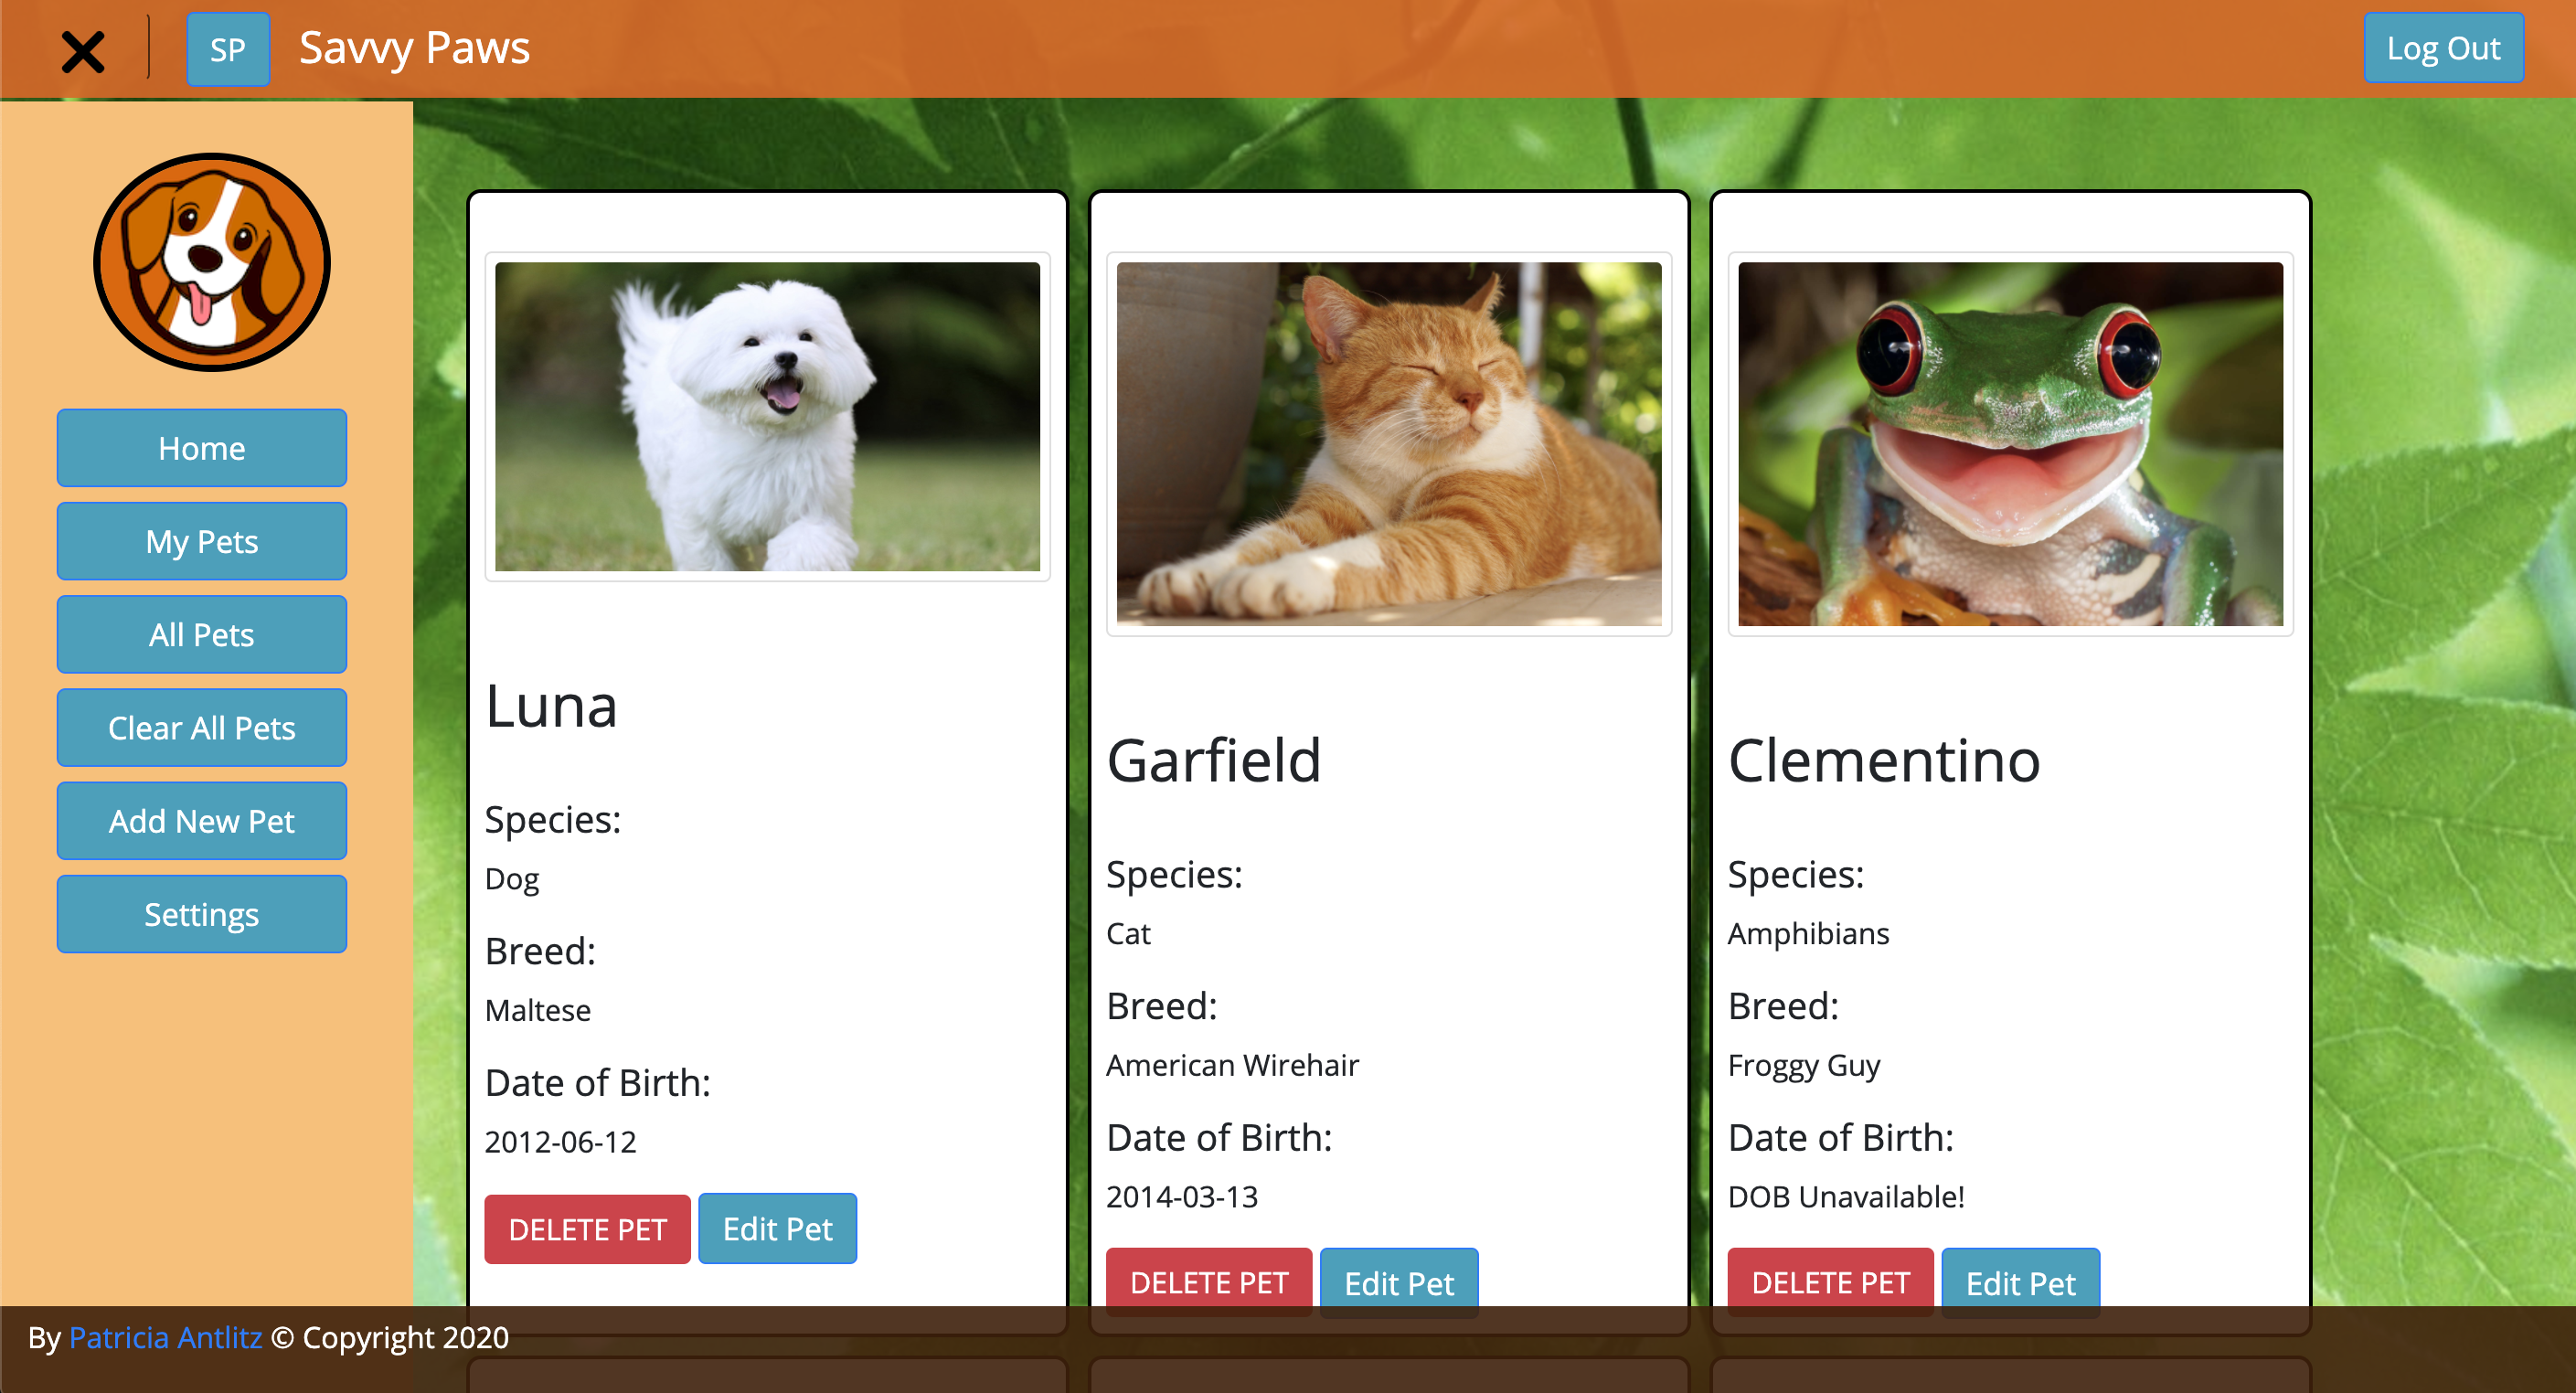 SP
Savvy Paws
Log Out
Home
My Pets
All Pets
Clear All Pets
Add New Pet
Settings
Luna
Species:
Dog
Breed:
Maltese
Date of Birth:
2012-06-12
DELETE PET
Edit Pet
Garfield
Species:
Cat
Breed:
American Wirehair
Date of Birth:
2014-03-13
DELETE PET
Edit Pet
Clementino
Species:
Amphibians
Breed:
Froggy Guy
Date of Birth:
DOB Unavailable!
DELETE PET
Edit Pet
By Patricia Antlitz © Copyright 2020